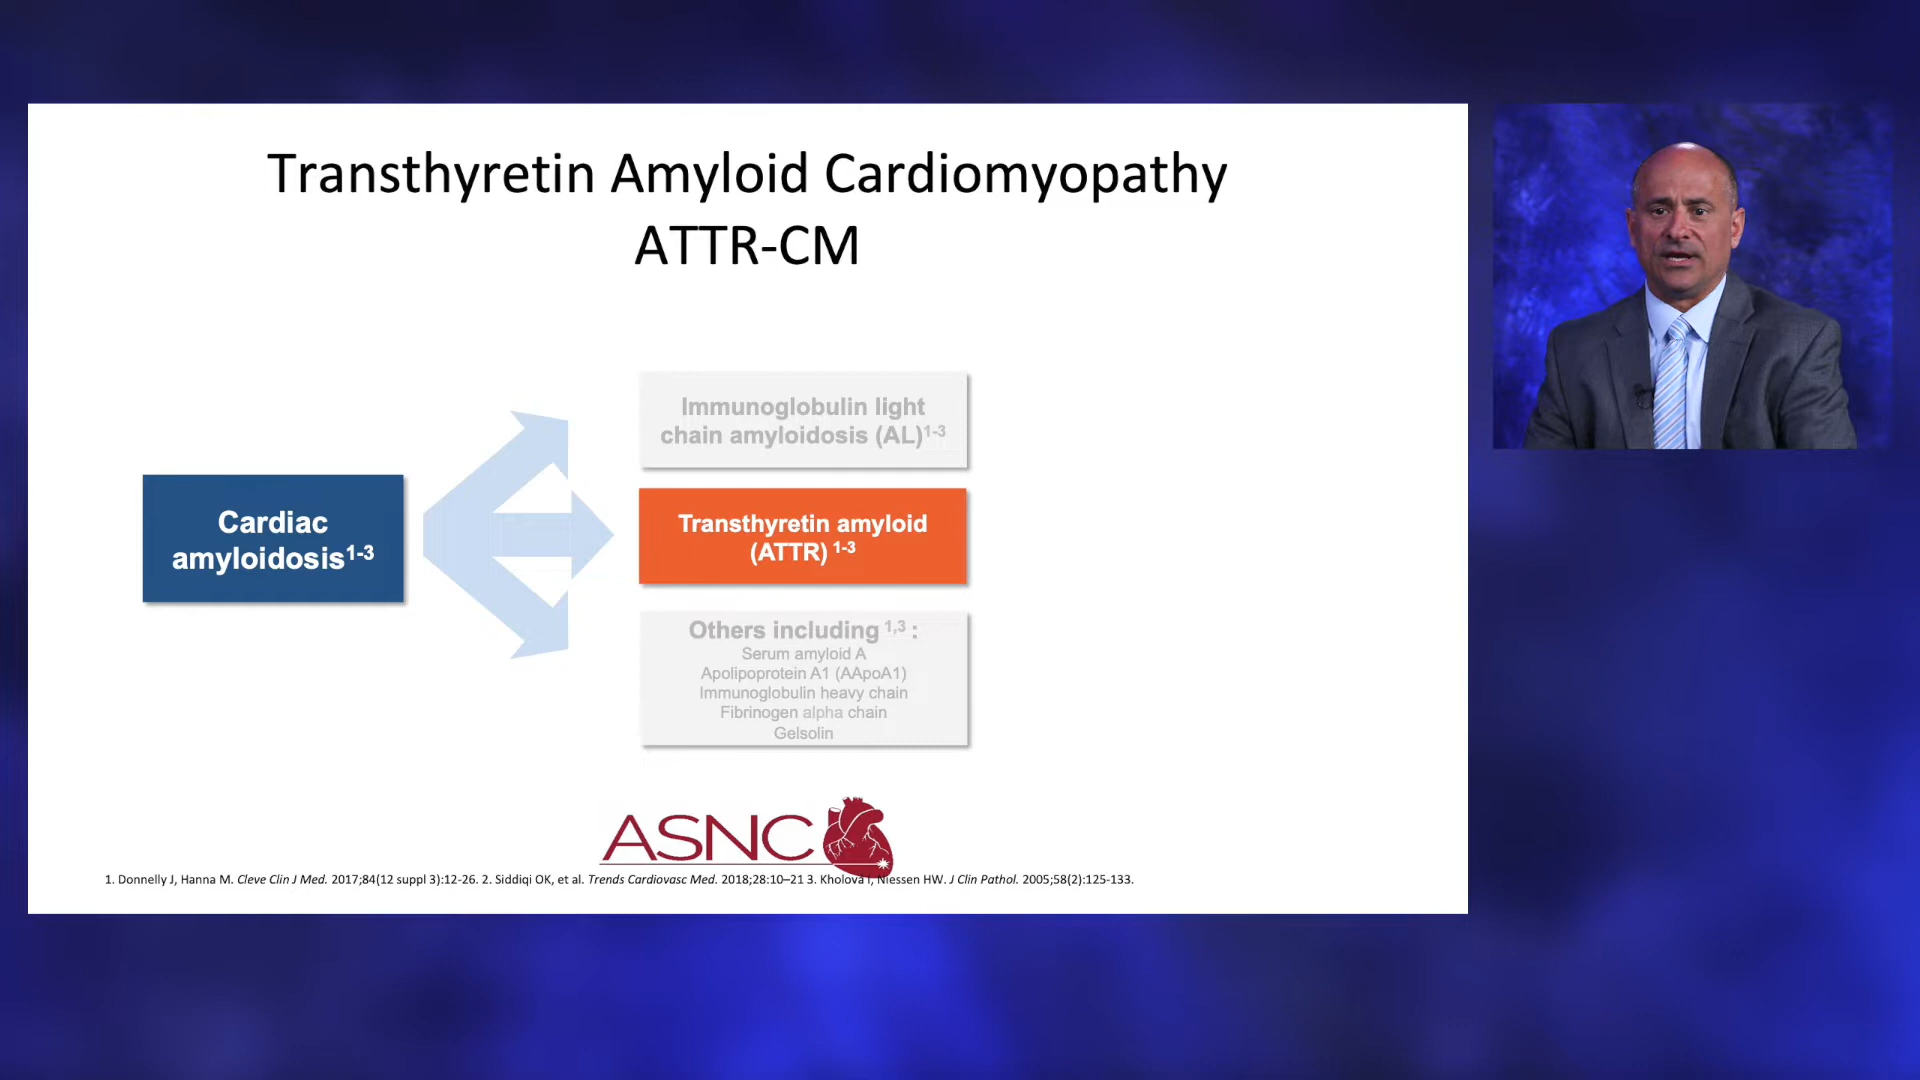 Transthyretin Amyloid Cardiomyopathy
ATTR-CM
Cardiac
amyloidosis1-3
Immunoglobulin light
chain amyloidosis (AL)1-3
Transthyretin amyloid
(ATTR) 1-3
Others including 1,3 :
Serum amyloid A
Apolipoprotein A1 (AApoA1)
Immunoglobulin heavy chain
Fibrinogen alpha chain
Gelsolin
ASNC
1. Donnelly J, Hanna M. Cleve Clin J Med. 2017;84(12 suppl 3):12-26. 2. Siddiqi OK, et al. Trends Cardiovasc Med. 2018;28:10–21 3. Kholová I, Niessen HW. J Clin Pathol. 2005;58(2):125-133.